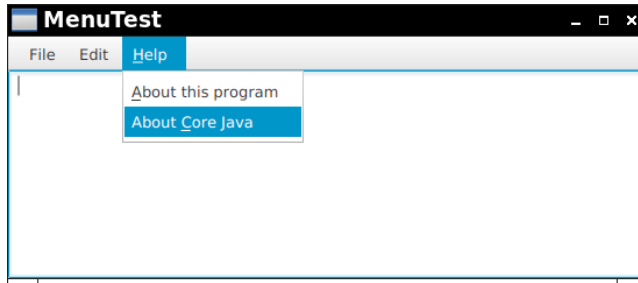 MenuTest
File Edit Help
About this program
About Core Java